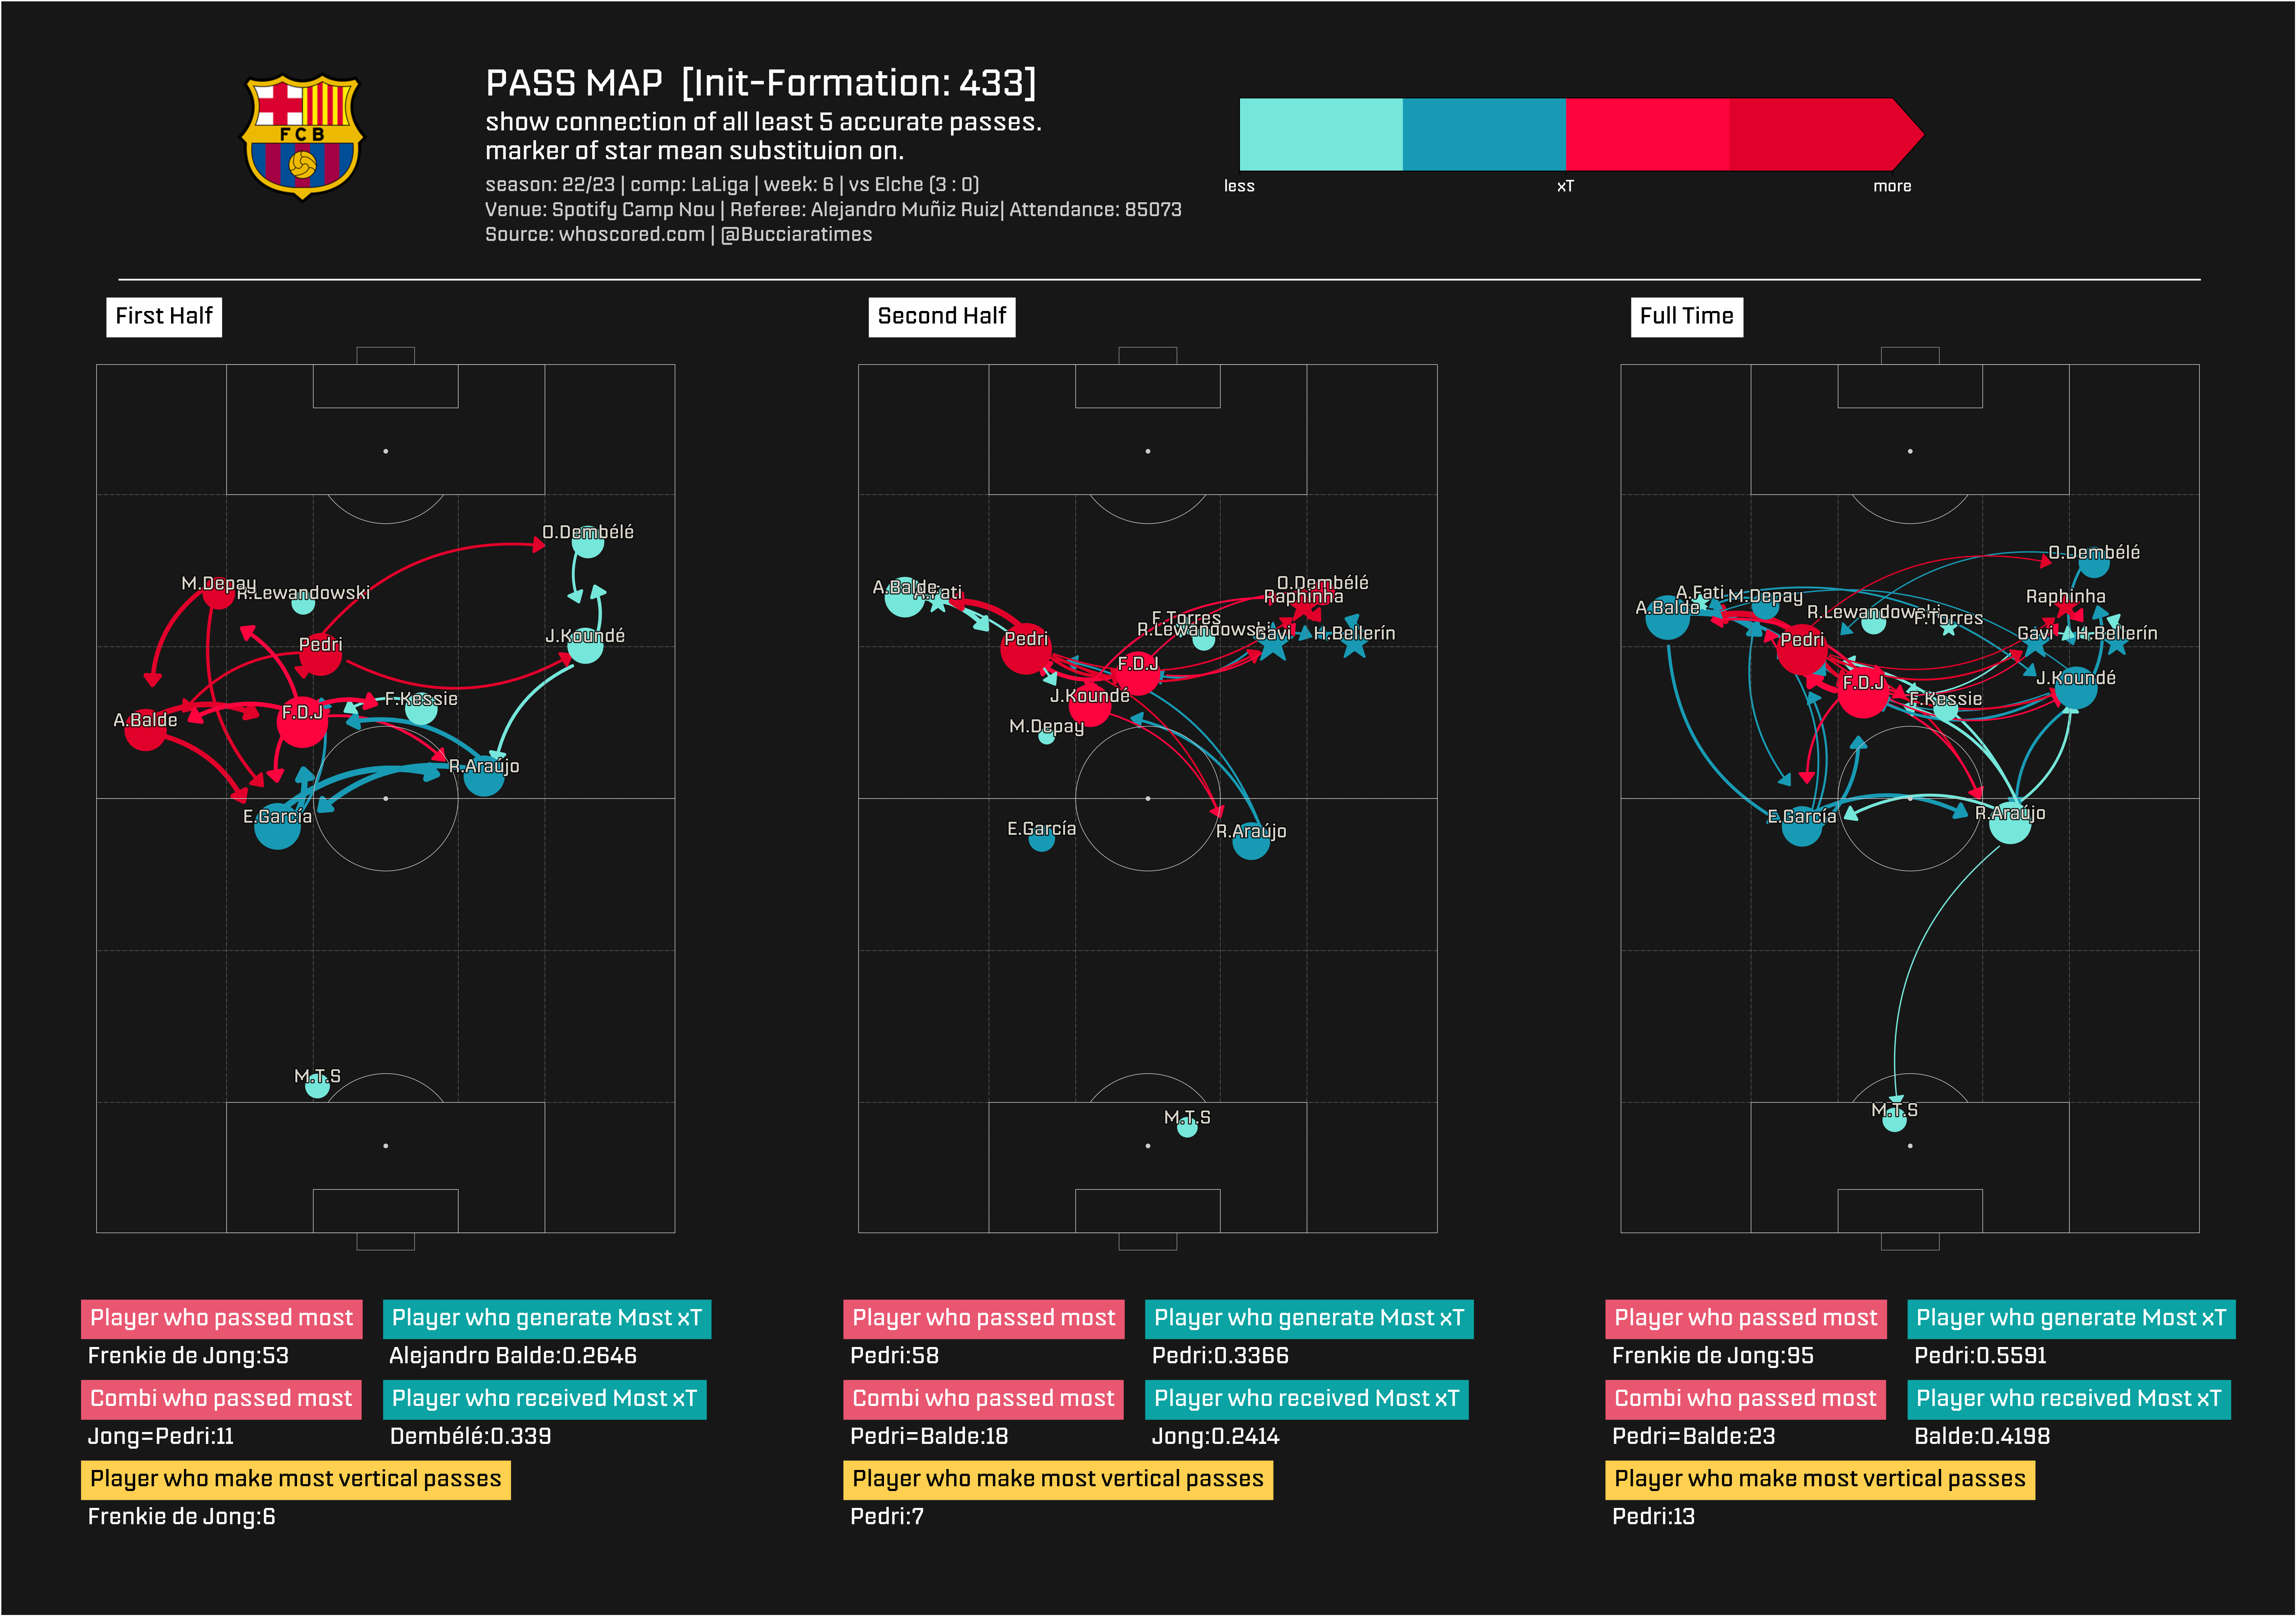 FCB
PASS MAP [Init-Formation: 433]
show connection of all least 5 accurate passes.
marker of star mean substituion on.
season: 22/23 | comp: LaLiga | week: 6 | vs Elche (3 : 0)
Venue: Spotify Camp Nou | Referee: Alejandro Muñiz Ruiz| Attendance: 85073
Source: whoscored.com | @Bucciaratimes
less
xT
more
First Half
O.Dembélé
M.Depay
R.Lewandowski
J.Koundé
Pedri
F.Kessie
F.D.J
A.Balde
R.Araújo
E.García
M.T.S
Player who passed most
Frenkie de Jong:53
Player who generate Most xT
Alejandro Balde:0.2646
Combi who passed most
Jong=Pedri:11
Player who received Most xT
Dembélé:0.339
Player who make most vertical passes
Frenkie de Jong:6
Second Half
O.Dembélé
A.Balde
Raphinha
F.Torres
R.Lewandowski
Gavi
H.Bellerín
Pedri
F.D.J
J.Koundé
M.Depay
E.García
R.Araújo
M.T.S
Player who passed most
Pedri:58
Player who generate Most xT
Pedri:0.3366
Combi who passed most
Pedri=Balde:18
Player who received Most xT
Jong:0.2414
Player who make most vertical passes
Pedri:7
Full Time
O.Dembélé
A.Fati
M.Depay
Raphinha
A.Balde
R.Lewandowski
F.Torres
Gavi
H.Bellerín
Pedri
J.Koundé
F.D.J
F.Kessie
E.García
R.Araújo
M.T.S
Player who passed most
Frenkie de Jong:95
Player who generate Most xT
Pedri:0.5591
Combi who passed most
Pedri=Balde:23
Player who received Most xT
Balde:0.4198
Player who make most vertical passes
Pedri:13